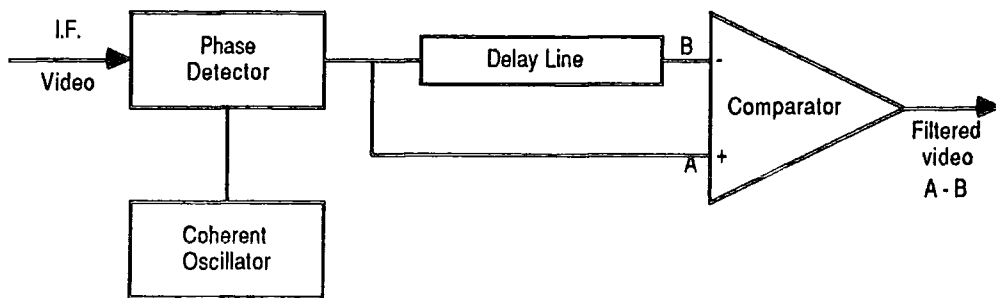 I.F.
Video
Phase
Detector
Delay Line
B
-
Comparator
A
+
Filtered
video
A - B
Coherent
Oscillator